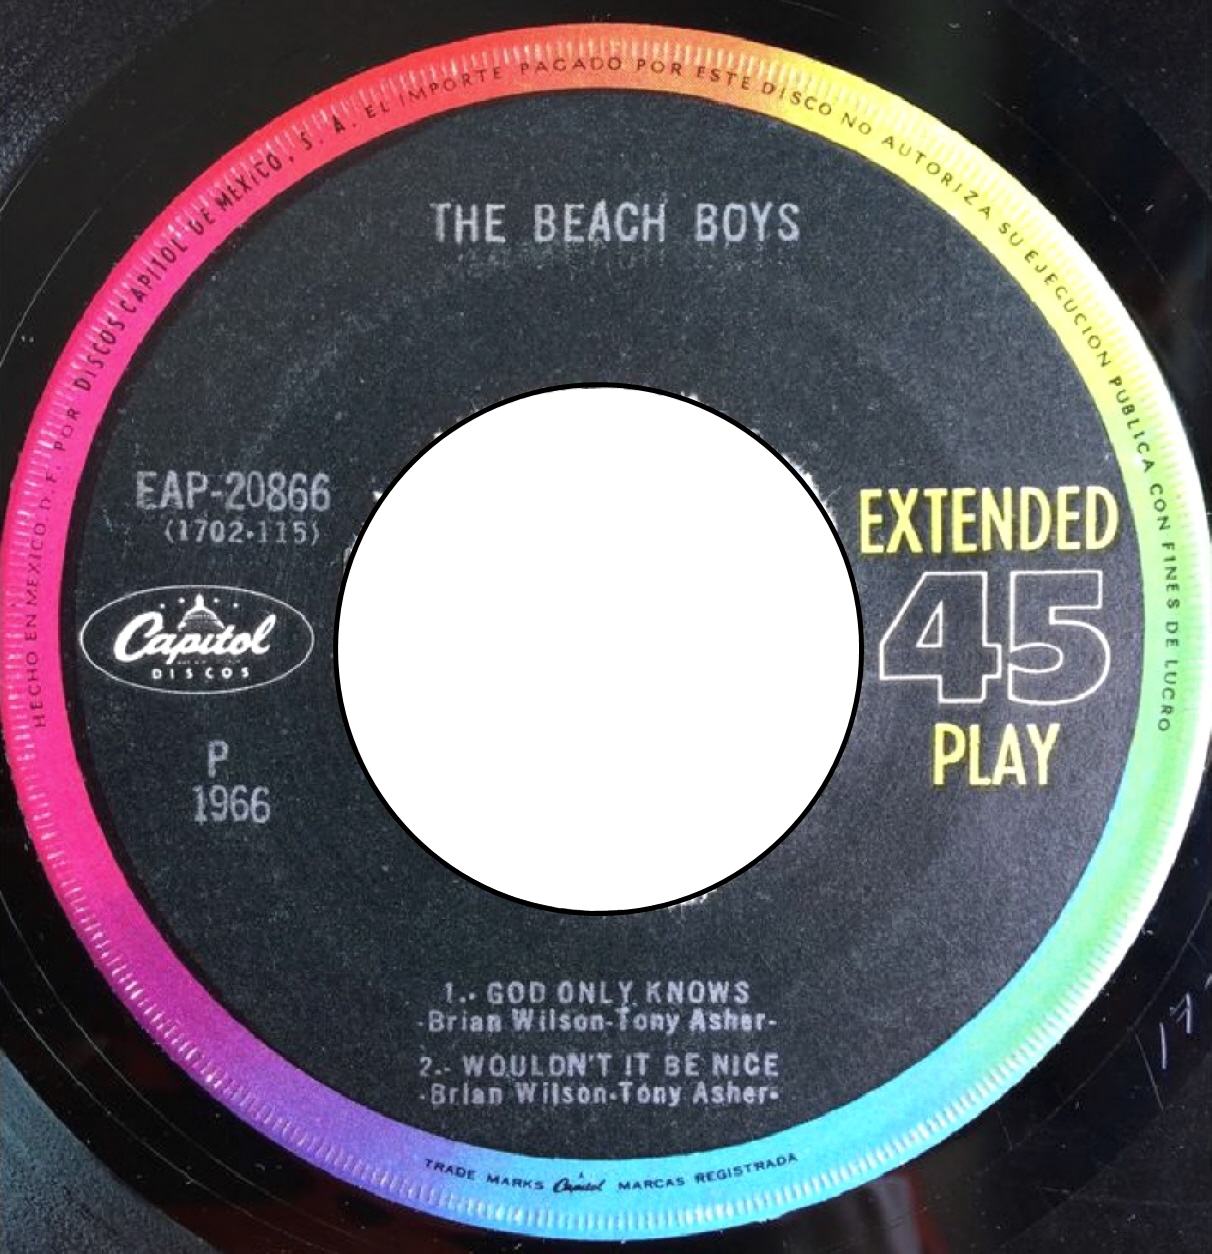 HECHO EN MEXICO D. F. POR DISCOS CAPITOL DE MEXICO, S. A. EL IMPORTE PAGADO POR ESTE DISCO NO AUTORIZA SU EJECUCION PUBLICA CON FINES DE LUCRO
THE BEACH BOYS
EAP-20866
(1702-115)
Capitol
DISCOS
P
1966
EXTENDED
45
PLAY
1.- GOD ONLY KNOWS
-Brian Wilson-Tony Asher-
2.- WOULDN'T IT BE NICE
-Brian Wilson-Tony Asher-
TRADE MARKS Capitol MARCAS REGISTRADA